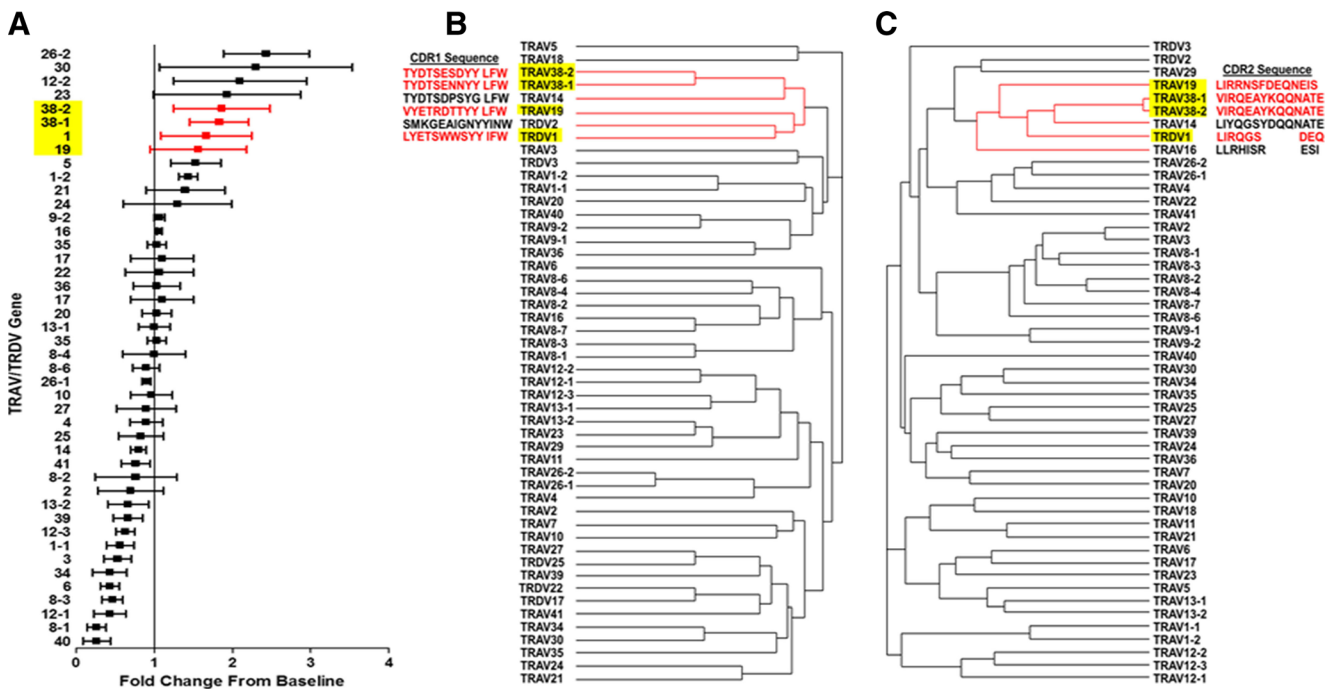 A
TRAV/TRDV Gene
26-2
30
12-2
23
38-2
38-1
1
19
5
1-2
21
24
9-2
16
35
17
22
36
17
20
13-1
35
8-4
8-6
26-1
10
27
4
25
14
41
8-2
2
13-2
39
12-3
1-1
3
34
6
8-3
12-1
8-1
40
0 1 2 3 4
Fold Change From Baseline
B
CDR1 Sequence
TYDTSESDYY LFW
TYDTSENNYY LFW
TYDTSDPSYG LFW
VYETRDTTYY LFW
SMKGEAIGNYYINW
LYETSWWSYY IFW
TRAV5
TRAV18
TRAV38-2
TRAV38-1
TRAV14
TRAV19
TRDV2
TRDV1
TRAV3
TRDV3
TRAV1-2
TRAV1-1
TRAV20
TRAV40
TRAV9-2
TRAV9-1
TRAV36
TRAV6
TRAV8-6
TRAV8-4
TRAV8-2
TRAV16
TRAV8-7
TRAV8-3
TRAV8-1
TRAV12-2
TRAV12-1
TRAV12-3
TRAV13-1
TRAV13-2
TRAV23
TRAV29
TRAV11
TRAV26-2
TRAV26-1
TRAV4
TRAV2
TRAV7
TRAV10
TRAV27
TRDV25
TRAV39
TRDV22
TRDV17
TRAV41
TRAV34
TRAV30
TRAV35
TRAV24
TRAV21
C
TRDV3
TRDV2
TRAV29
TRAV19
TRAV38-1
TRAV38-2
TRAV14
TRDV1
TRAV16
TRAV26-2
TRAV26-1
TRAV4
TRAV22
TRAV41
TRAV2
TRAV3
TRAV8-1
TRAV8-3
TRAV8-2
TRAV8-4
TRAV8-7
TRAV8-6
TRAV9-1
TRAV9-2
TRAV40
TRAV30
TRAV34
TRAV35
TRAV25
TRAV27
TRAV39
TRAV24
TRAV36
TRAV7
TRAV20
TRAV10
TRAV18
TRAV11
TRAV21
TRAV6
TRAV17
TRAV23
TRAV5
TRAV13-1
TRAV13-2
TRAV1-1
TRAV1-2
TRAV12-2
TRAV12-3
TRAV12-1
CDR2 Sequence
LIRRNSFDEQNEIS
VIRQEAYKQQNATE
VIRQEAYKQQNATE
LIYQGSYDQQNATE
LIRQGS DEQ
LLRHISR ESI